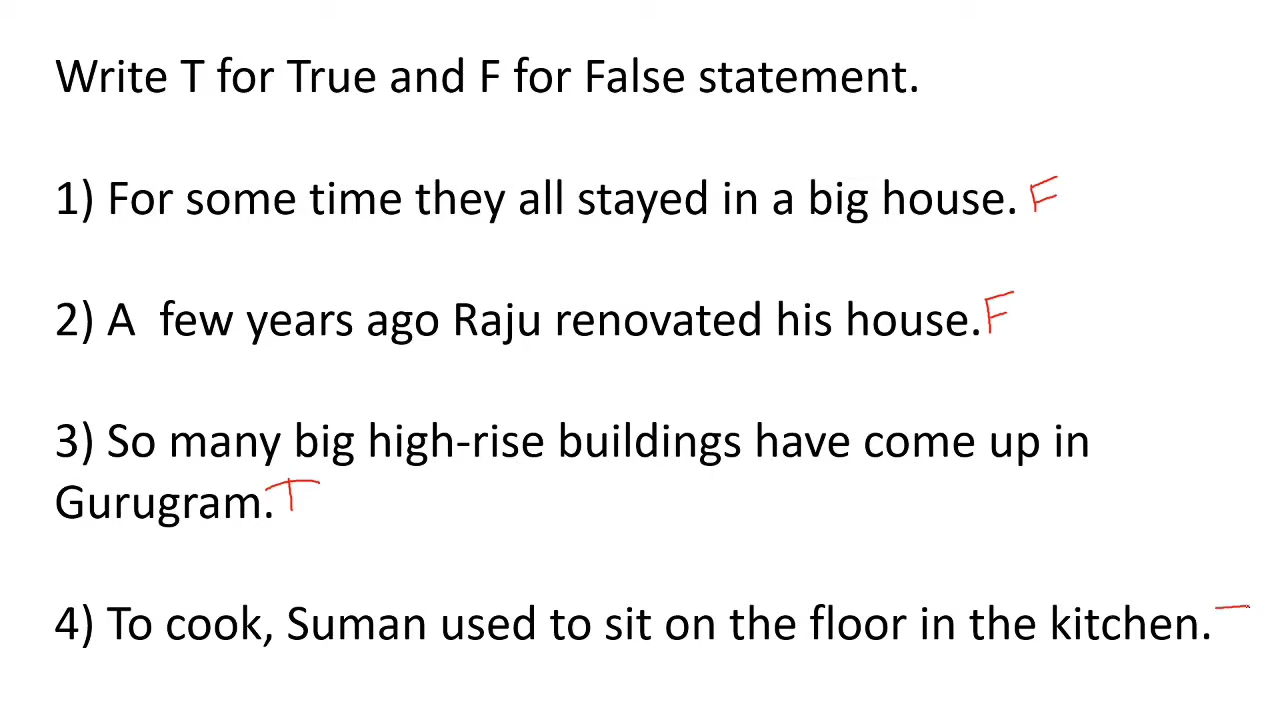 Write T for True and F for False statement.
1) For some time they all stayed in a big house. F
2) A  few years ago Raju renovated his house. F
3) So many big high-rise buildings have come up in
Gurugram. T
4) To cook, Suman used to sit on the floor in the kitchen.